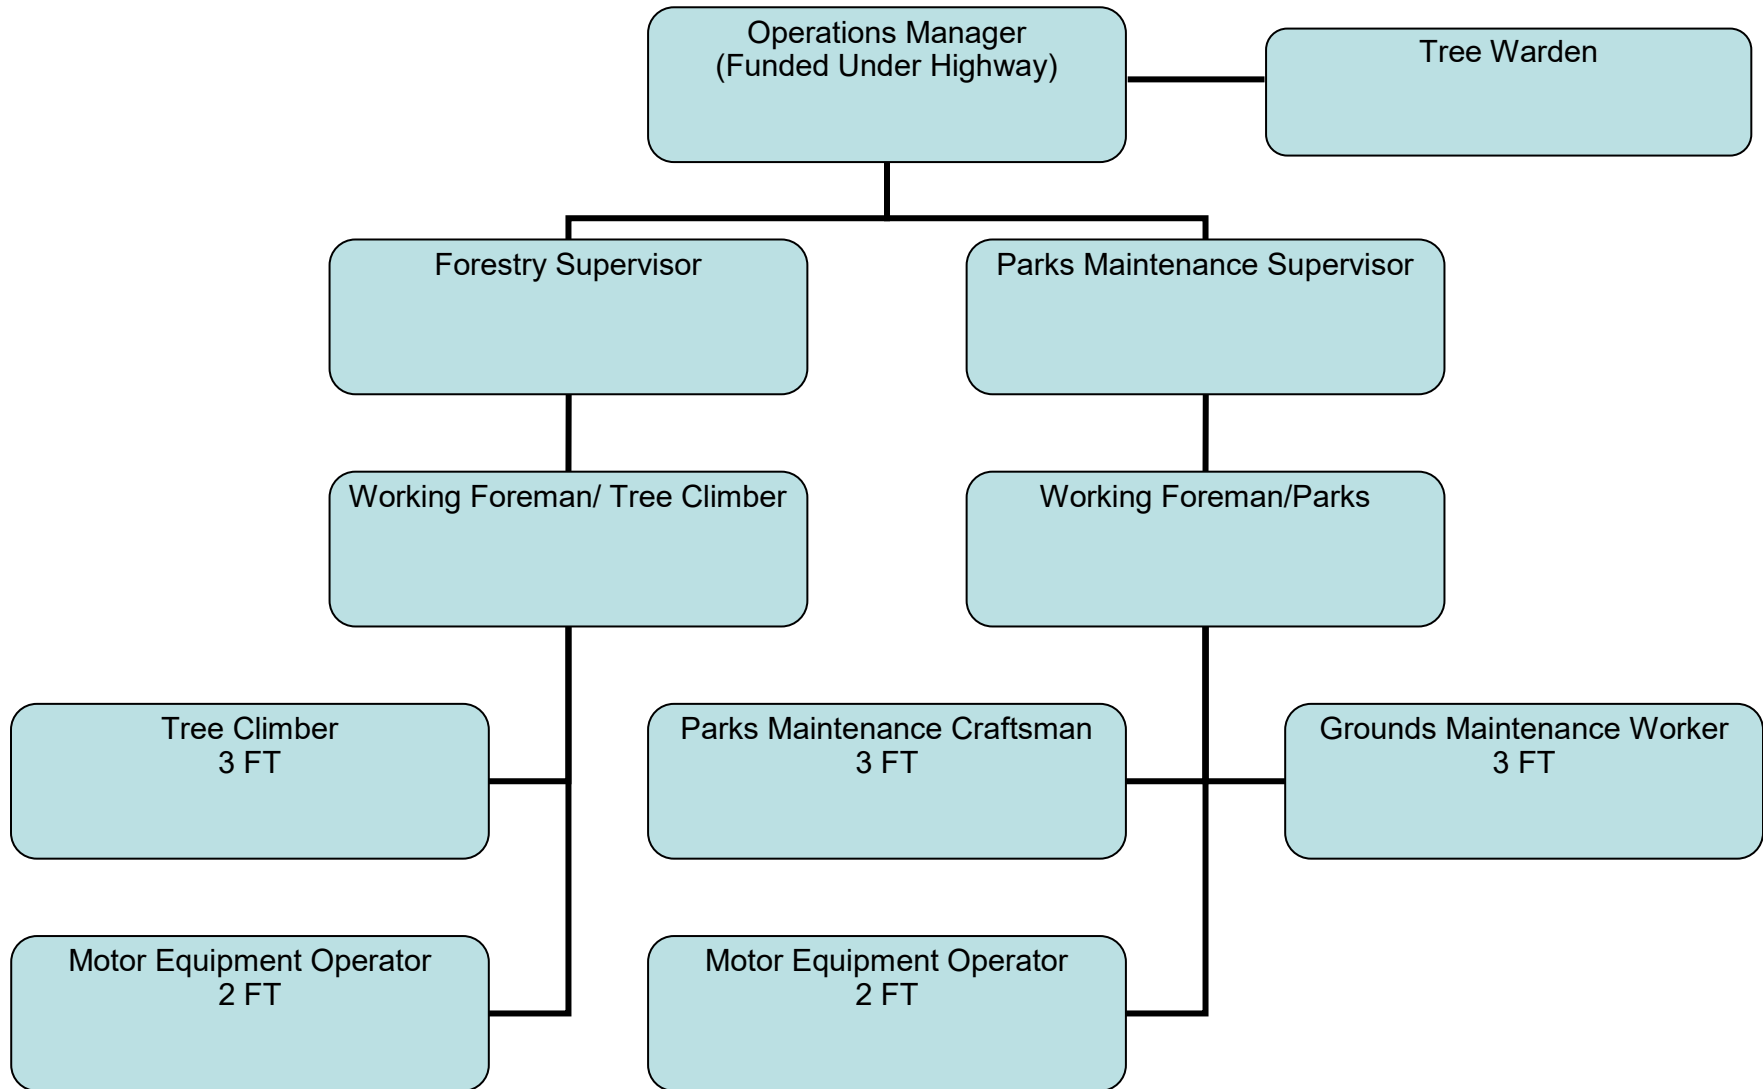 Operations Manager
(Funded Under Highway)
Tree Warden
Forestry Supervisor
Parks Maintenance Supervisor
Working Foreman/ Tree Climber
Working Foreman/Parks
Tree Climber
3 FT
Parks Maintenance Craftsman
3 FT
Grounds Maintenance Worker
3 FT
Motor Equipment Operator
2 FT
Motor Equipment Operator
2 FT